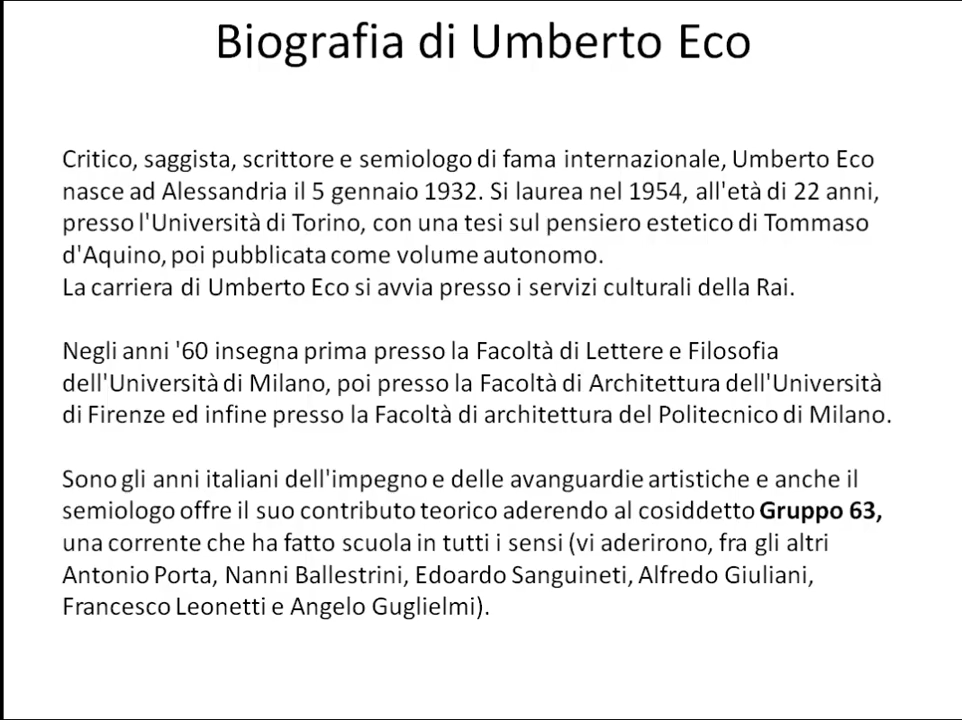 Biografia di Umberto Eco
Critico, saggista, scrittore e semiologo di fama internazionale, Umberto Eco
nasce ad Alessandria il 5 gennaio 1932. Si laurea nel 1954, all'età di 22 anni,
presso l'Università di Torino, con una tesi sul pensiero estetico di Tommaso
d'Aquino, poi pubblicata come volume autonomo.
La carriera di Umberto Eco si avvia presso i servizi culturali della Rai.
Negli anni '60 insegna prima presso la Facoltà di Lettere e Filosofia
dell'Università di Milano, poi presso la Facoltà di Architettura dell'Università
di Firenze ed infine presso la Facoltà di architettura del Politecnico di Milano.
Sono gli anni italiani dell'impegno e delle avanguardie artistiche e anche il
semiologo offre il suo contributo teorico aderendo al cosiddetto Gruppo 63,
una corrente che ha fatto scuola in tutti i sensi (vi aderirono, fra gli altri
Antonio Porta, Nanni Ballestrini, Edoardo Sanguineti, Alfredo Giuliani,
Francesco Leonetti e Angelo Guglielmi).